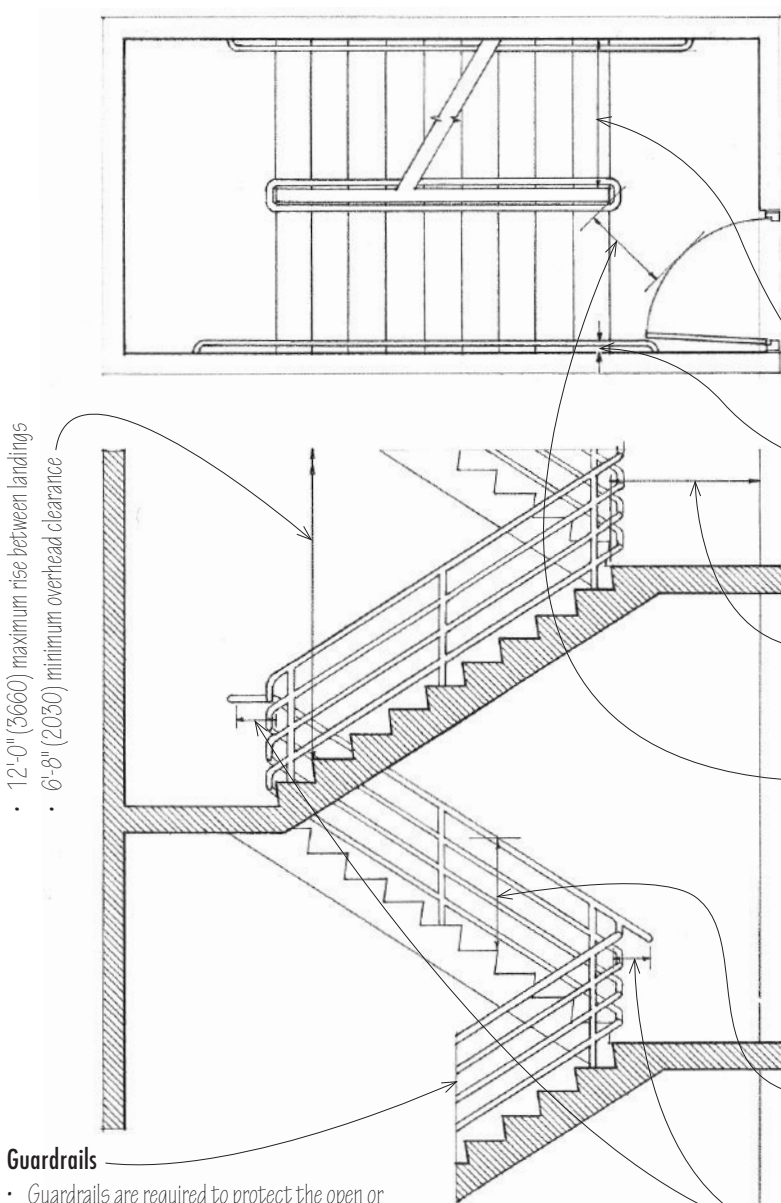 • 12'-0" (3660) maximum rise between landings
• 6'-8" (2030) minimum overhead clearance
Guardrails
• Guardrails are required to protect the open or